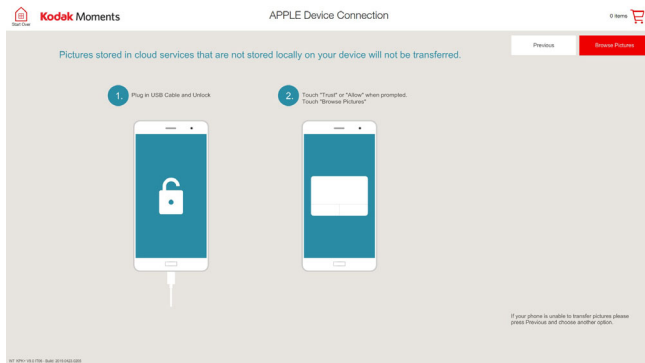 Kodak Moments
APPLE Device Connection
0 items
Start Over
Pictures stored in cloud services that are not stored locally on your device will not be transferred.
Previous
Browse Pictures
1. Plug in USB Cable and Unlock
2. Touch "Trust" or "Allow" when prompted.
Touch "Browse Pictures"
If your phone is unable to transfer pictures please
press Previous and choose another option.